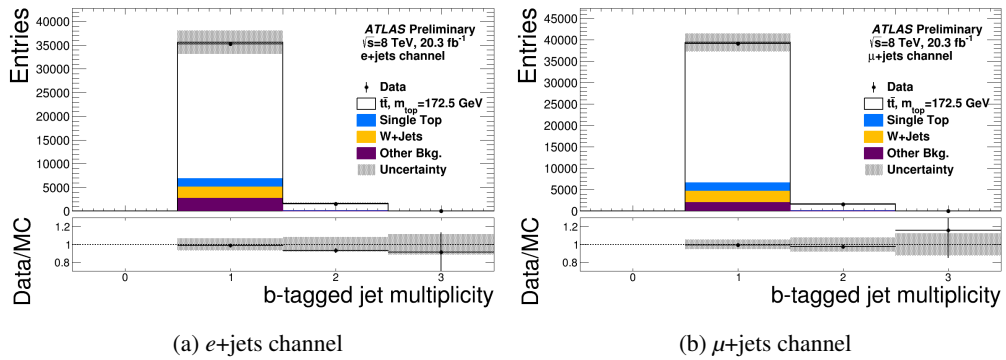 Entries
40000
35000
30000
25000
20000
15000
10000
5000
0
ATLAS Preliminary
√s=8 TeV, 20.3 fb⁻¹
e+jets channel
Data
tt̄, m_top=172.5 GeV
Single Top
W+Jets
Other Bkg.
Uncertainty
Data/MC
1.2
1
0.8
0 1 2 3
b-tagged jet multiplicity
(a) e+jets channel
Entries
45000
40000
35000
30000
25000
20000
15000
10000
5000
0
ATLAS Preliminary
√s=8 TeV, 20.3 fb⁻¹
μ+jets channel
Data
tt̄, m_top=172.5 GeV
Single Top
W+Jets
Other Bkg.
Uncertainty
Data/MC
1.2
1
0.8
0 1 2 3
b-tagged jet multiplicity
(b) μ+jets channel